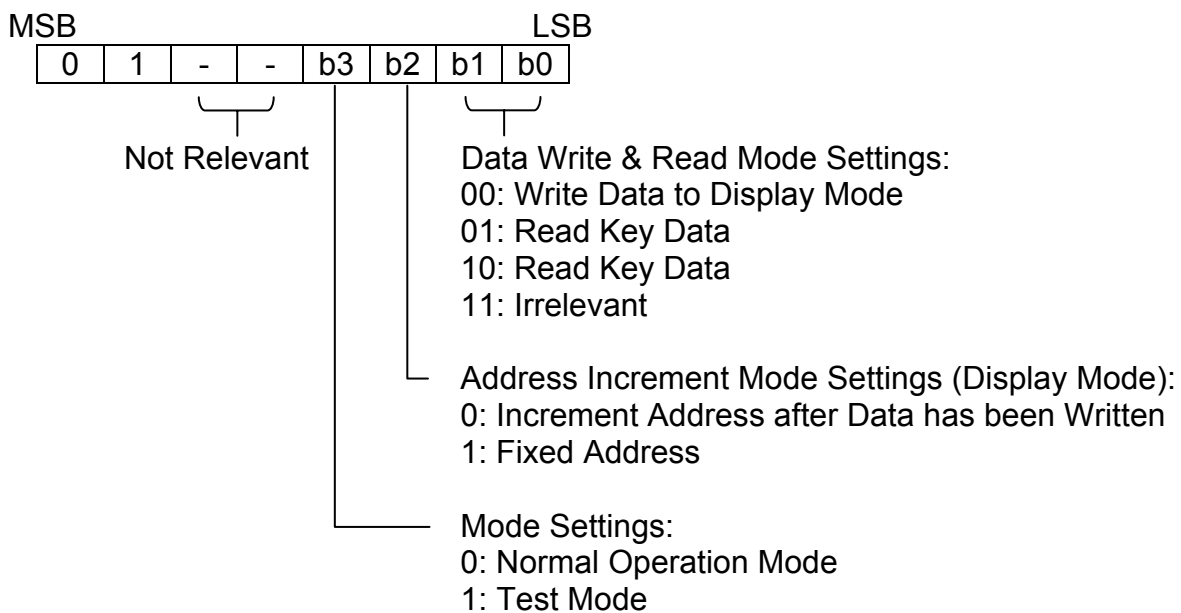 MSB LSB
0 1 - - b3 b2 b1 b0
Not Relevant
Data Write & Read Mode Settings:
00: Write Data to Display Mode
01: Read Key Data
10: Read Key Data
11: Irrelevant
Address Increment Mode Settings (Display Mode):
0: Increment Address after Data has been Written
1: Fixed Address
Mode Settings:
0: Normal Operation Mode
1: Test Mode